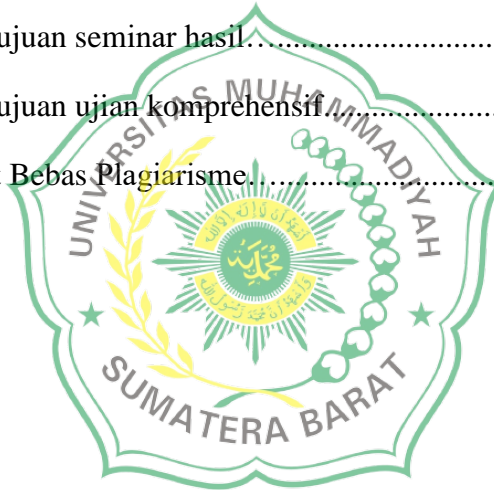 ujuan seminar hasil…............................
ujuan ujian komprehensif......................
Bebas Plagiarisme…............................
UNIVERSITAS MUHAMMADIYAH
SUMATERA BARAT